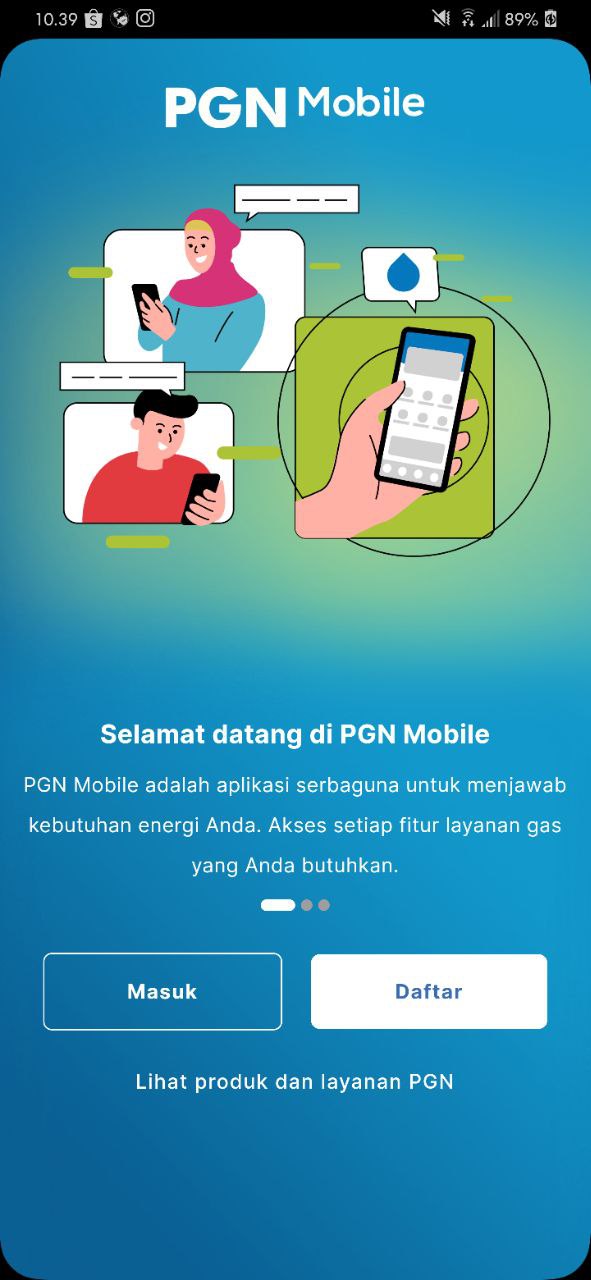 10.39 89%
PGN Mobile
Selamat datang di PGN Mobile
PGN Mobile adalah aplikasi serbaguna untuk menjawab
kebutuhan energi Anda. Akses setiap fitur layanan gas
yang Anda butuhkan.
Masuk
Daftar
Lihat produk dan layanan PGN